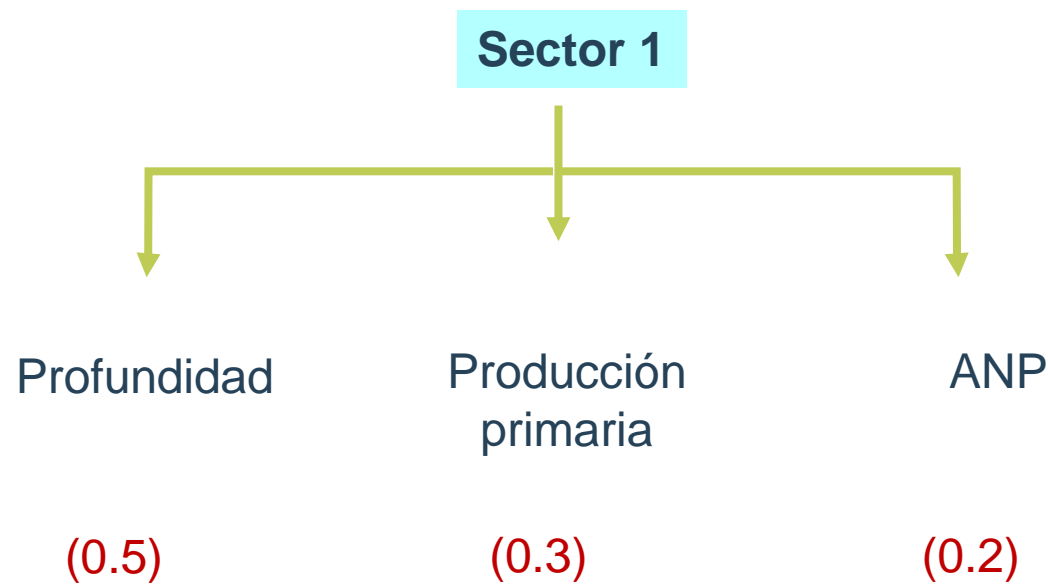 Sector 1
Profundidad
Producción
primaria
ANP
(0.5)
(0.3)
(0.2)